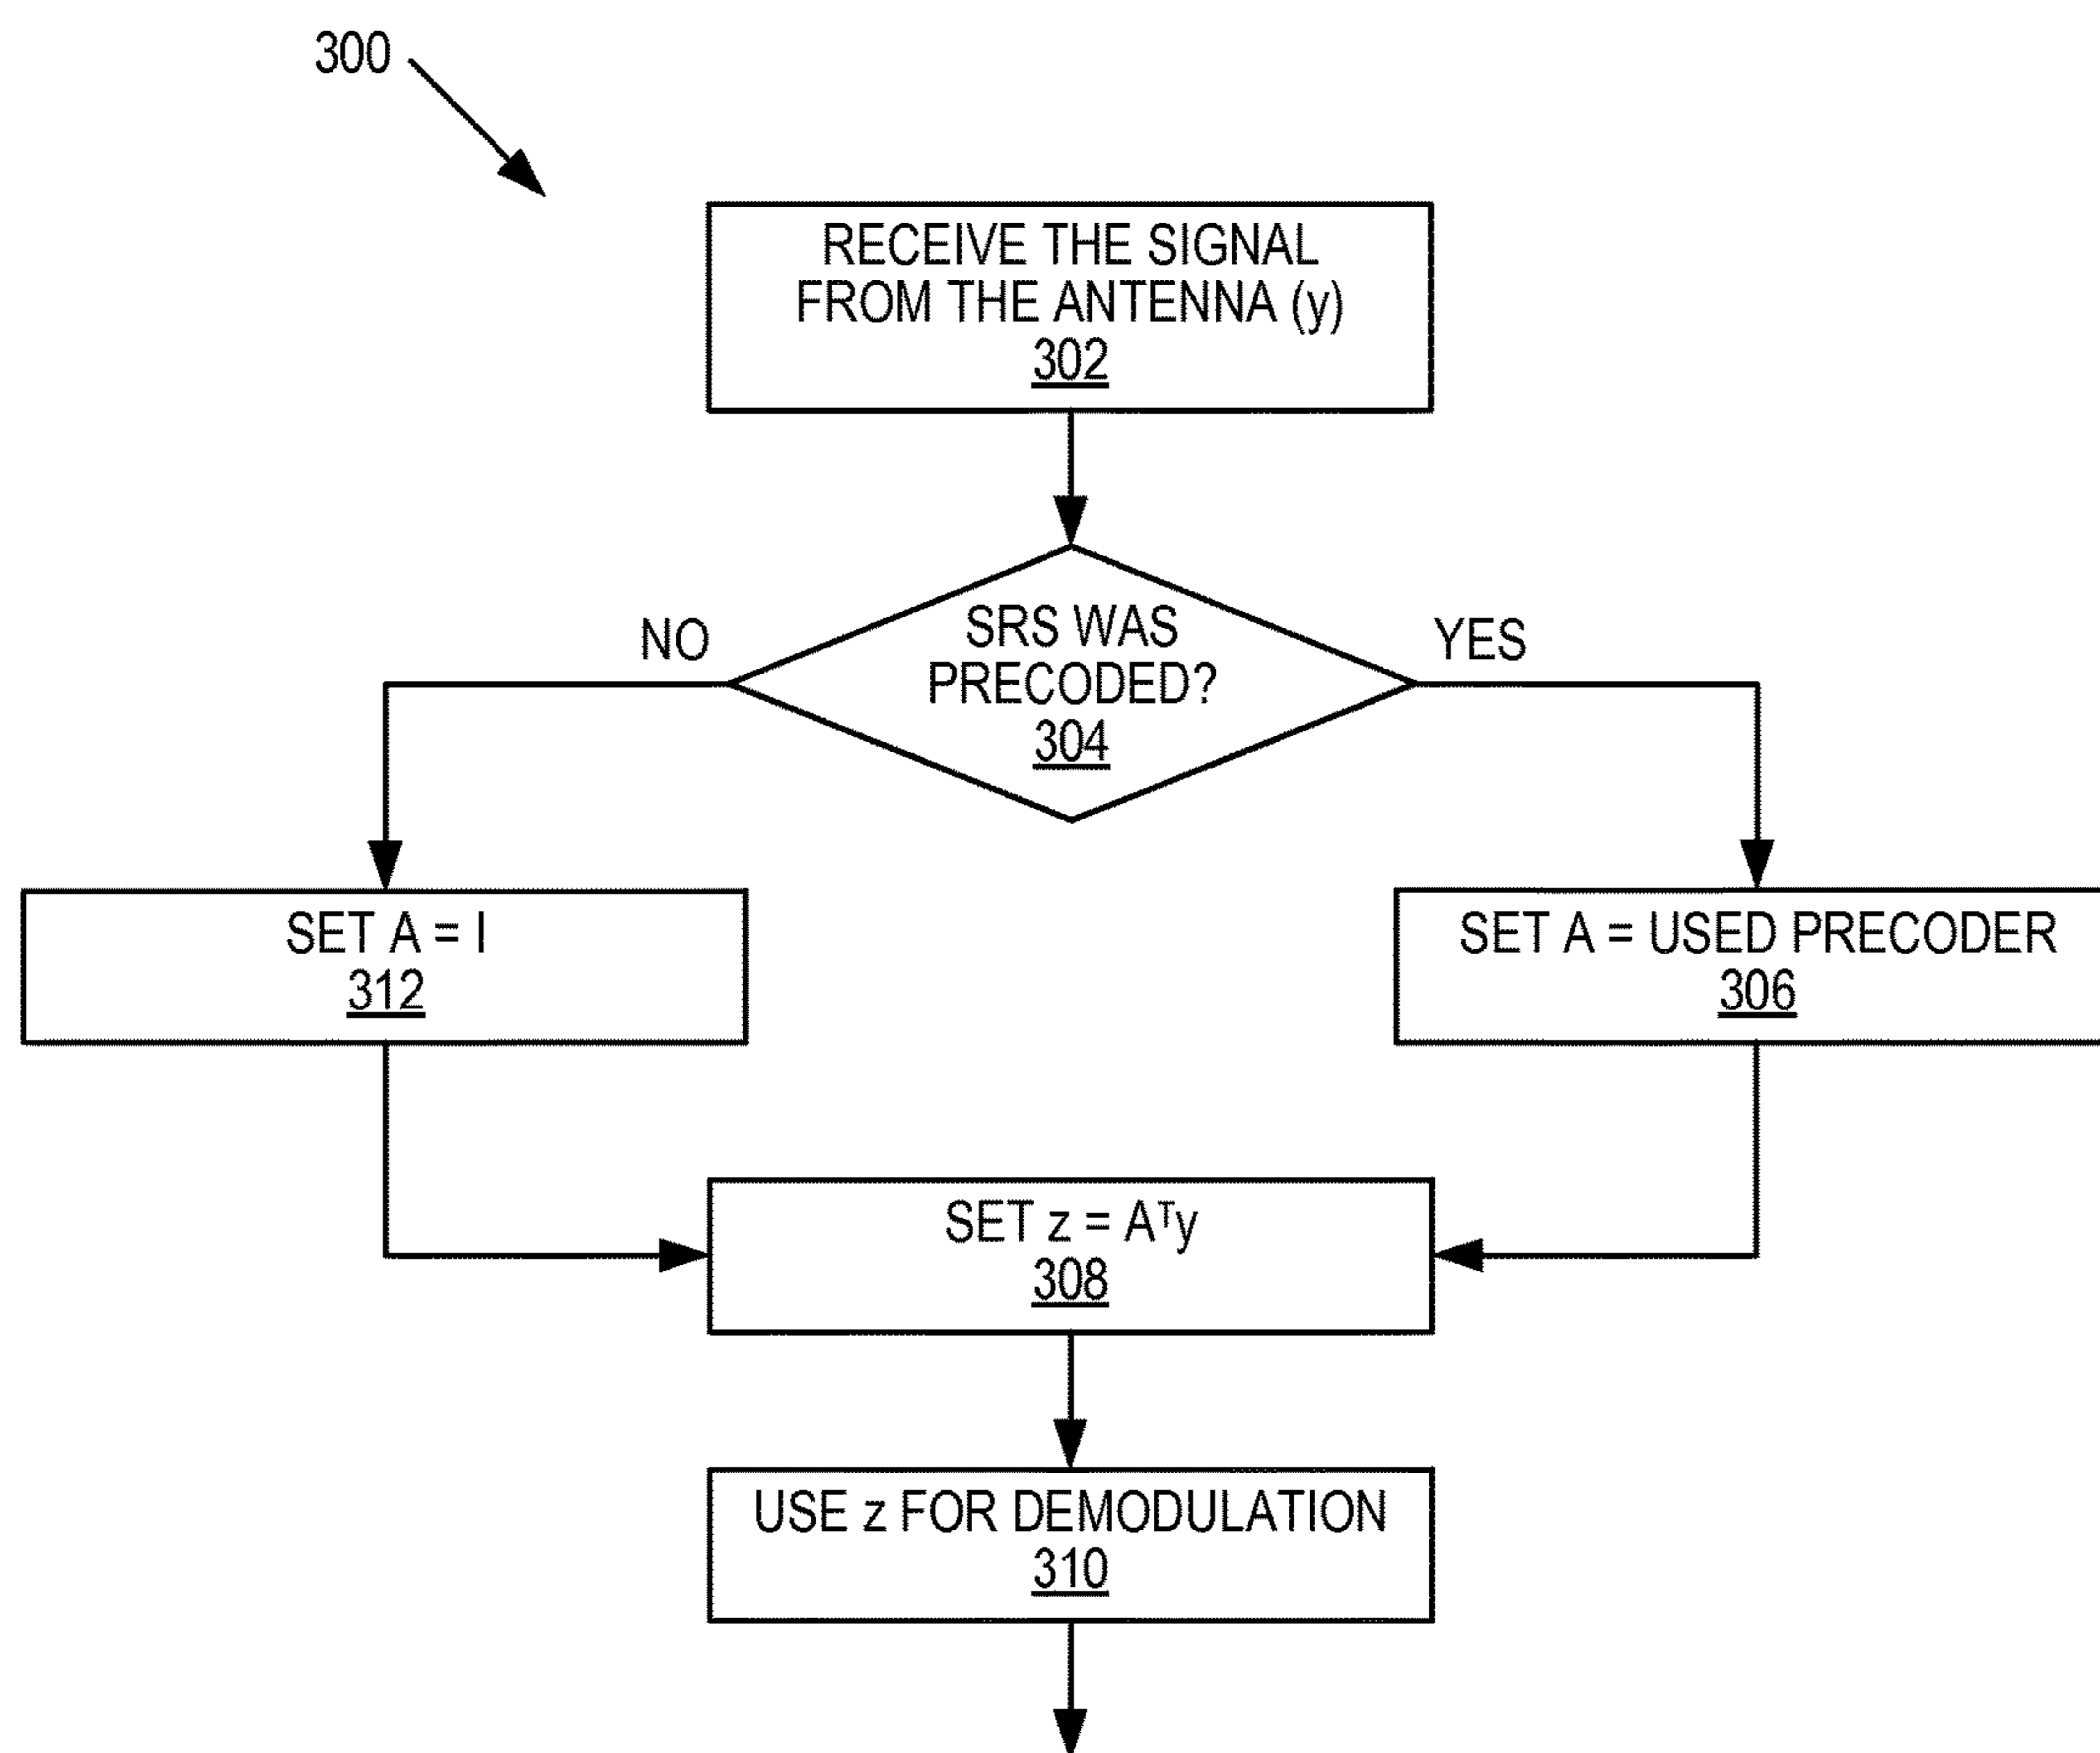 300
RECEIVE THE SIGNAL
FROM THE ANTENNA (y)
302
NO
SRS WAS
PRECODED?
304
YES
SET A = I
312
SET A = USED PRECODER
306
SET z = Aᵀy
308
USE z FOR DEMODULATION
310